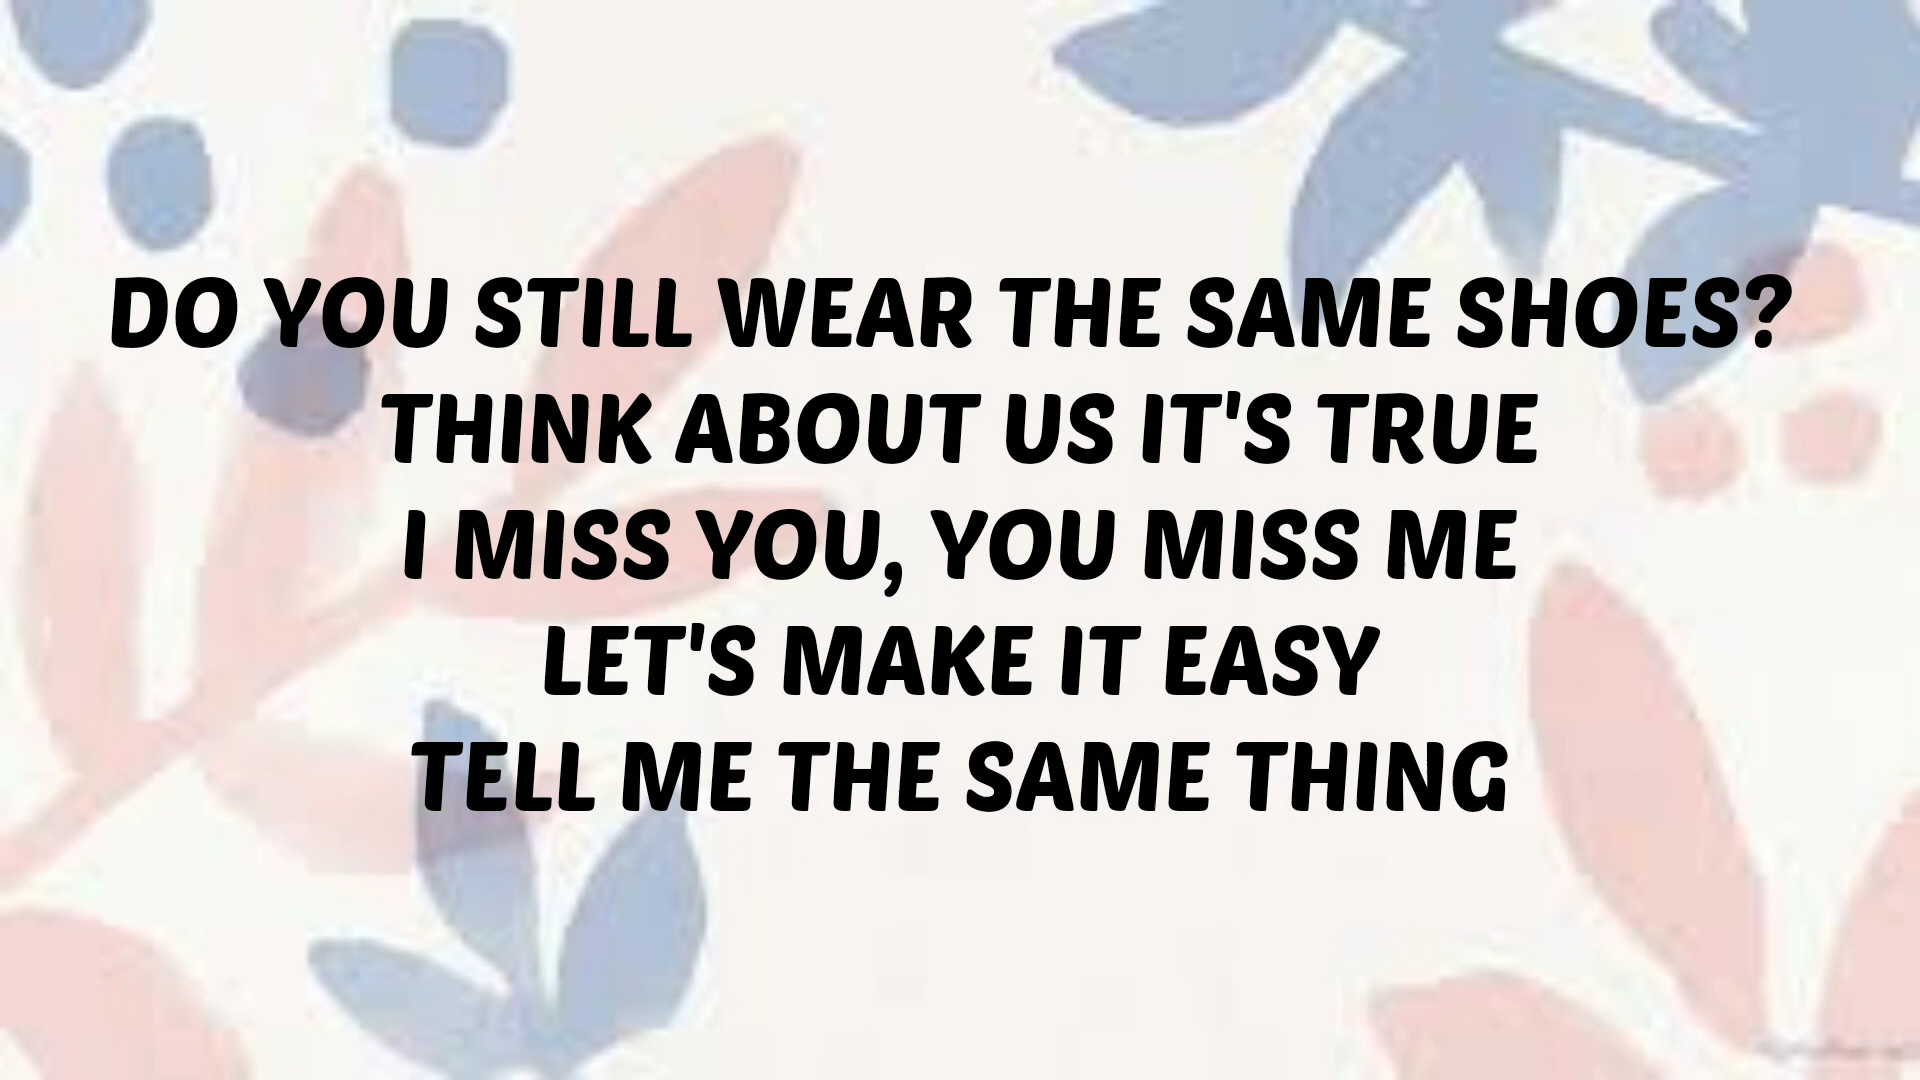 DO YOU STILL WEAR THE SAME SHOES?
THINK ABOUT US IT'S TRUE
I MISS YOU, YOU MISS ME
LET'S MAKE IT EASY
TELL ME THE SAME THING